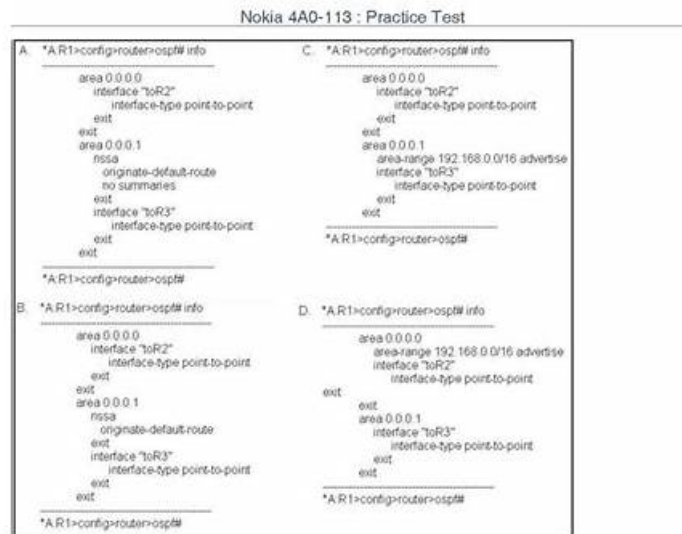 Nokia 4A0-113 : Practice Test
A. *A:R1>config>router>ospf# info
----------------------------------------------
area 0.0.0.0
interface "toR2"
interface-type point-to-point
exit
exit
area 0.0.0.1
nssa
originate-default-route
no summaries
exit
interface "toR3"
interface-type point-to-point
exit
exit
----------------------------------------------
*A:R1>config>router>ospf#
B. *A:R1>config>router>ospf# info
----------------------------------------------
area 0.0.0.0
interface "toR2"
interface-type point-to-point
exit
exit
area 0.0.0.1
nssa
originate-default-route
exit
interface "toR3"
interface-type point-to-point
exit
exit
----------------------------------------------
*A:R1>config>router>ospf#
C. *A:R1>config>router>ospf# info
----------------------------------------------
area 0.0.0.0
interface "toR2"
interface-type point-to-point
exit
exit
area 0.0.0.1
area-range 192.168.0.0/16 advertise
interface "toR3"
interface-type point-to-point
exit
exit
----------------------------------------------
*A:R1>config>router>ospf#
D. *A:R1>config>router>ospf# info
----------------------------------------------
area 0.0.0.0
area-range 192.168.0.0/16 advertise
interface "toR2"
interface-type point-to-point
exit
exit
area 0.0.0.1
interface "toR3"
interface-type point-to-point
exit
exit
----------------------------------------------
*A:R1>config>router>ospf#